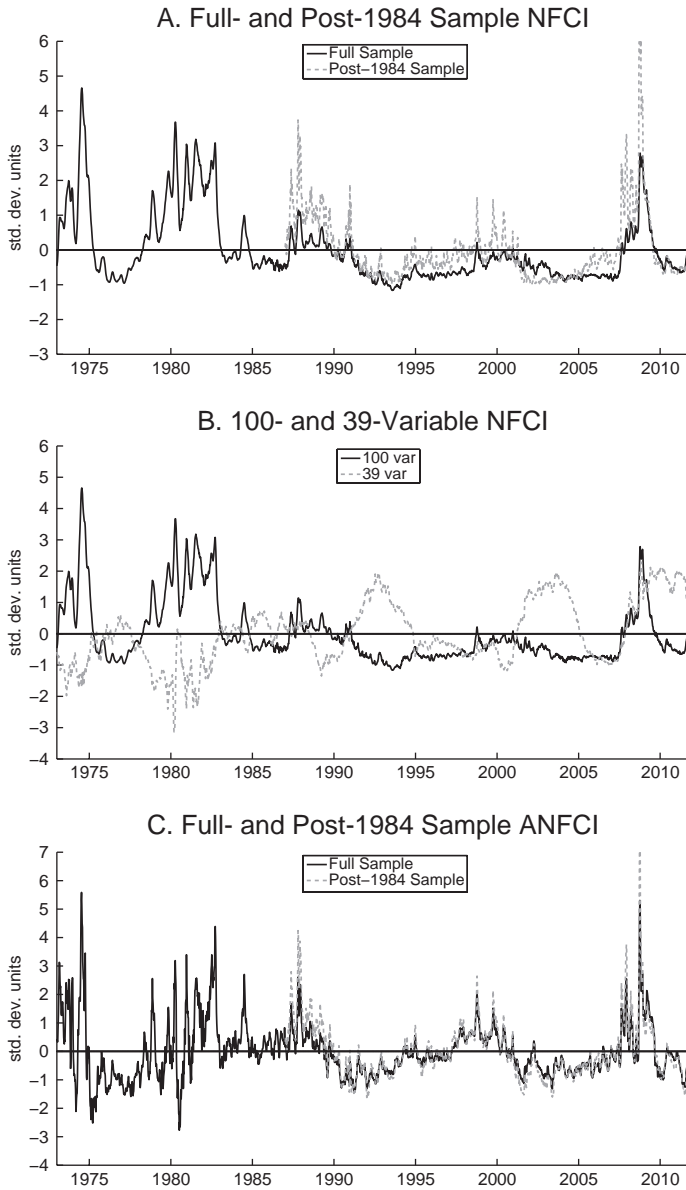 A. Full- and Post-1984 Sample NFCI
6
5
4
3
2
1
0
−1
−2
−3
std. dev. units
Full Sample
Post−1984 Sample
1975 1980 1985 1990 1995 2000 2005 2010
B. 100- and 39-Variable NFCI
6
5
4
3
2
1
0
−1
−2
−3
−4
std. dev. units
100 var
39 var
1975 1980 1985 1990 1995 2000 2005 2010
C. Full- and Post-1984 Sample ANFCI
7
6
5
4
3
2
1
0
−1
−2
−3
−4
std. dev. units
Full Sample
Post−1984 Sample
1975 1980 1985 1990 1995 2000 2005 2010